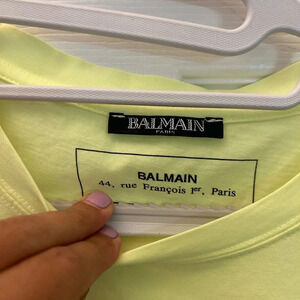 BALMAIN
PARIS
BALMAIN
44, rue François Iᵉʳ, Paris